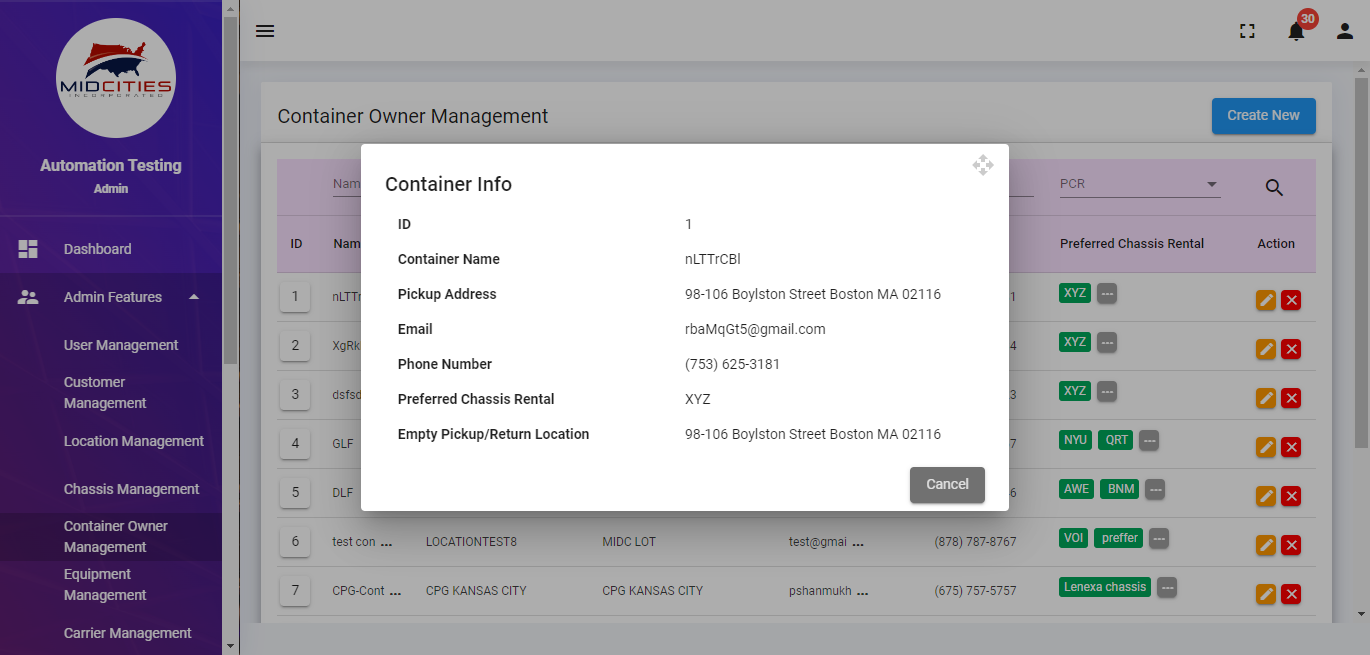 MIDCITIES
INCORPORATED
Automation Testing
Admin
Dashboard
Admin Features
User Management
Customer
Management
Location Management
Chassis Management
Container Owner
Management
Equipment
Management
Carrier Management
30
Container Owner Management
Create New
Nam
PCR
ID
Nam
Preferred Chassis Rental
Action
1 nLTTr 1 XYZ ---
2 XgRk 4 XYZ ---
3 dsfsd 3 XYZ ---
4 GLF 7 NYU QRT ---
5 DLF 6 AWE BNM ---
6 test con ... LOCATIONTEST8 MIDC LOT test@gmai ... (878) 787-8767 VOI preffer ---
7 CPG-Cont ... CPG KANSAS CITY CPG KANSAS CITY pshanmukh ... (675) 757-5757 Lenexa chassis ---
Container Info
ID 1
Container Name nLTTrCBl
Pickup Address 98-106 Boylston Street Boston MA 02116
Email rbaMqGt5@gmail.com
Phone Number (753) 625-3181
Preferred Chassis Rental XYZ
Empty Pickup/Return Location 98-106 Boylston Street Boston MA 02116
Cancel